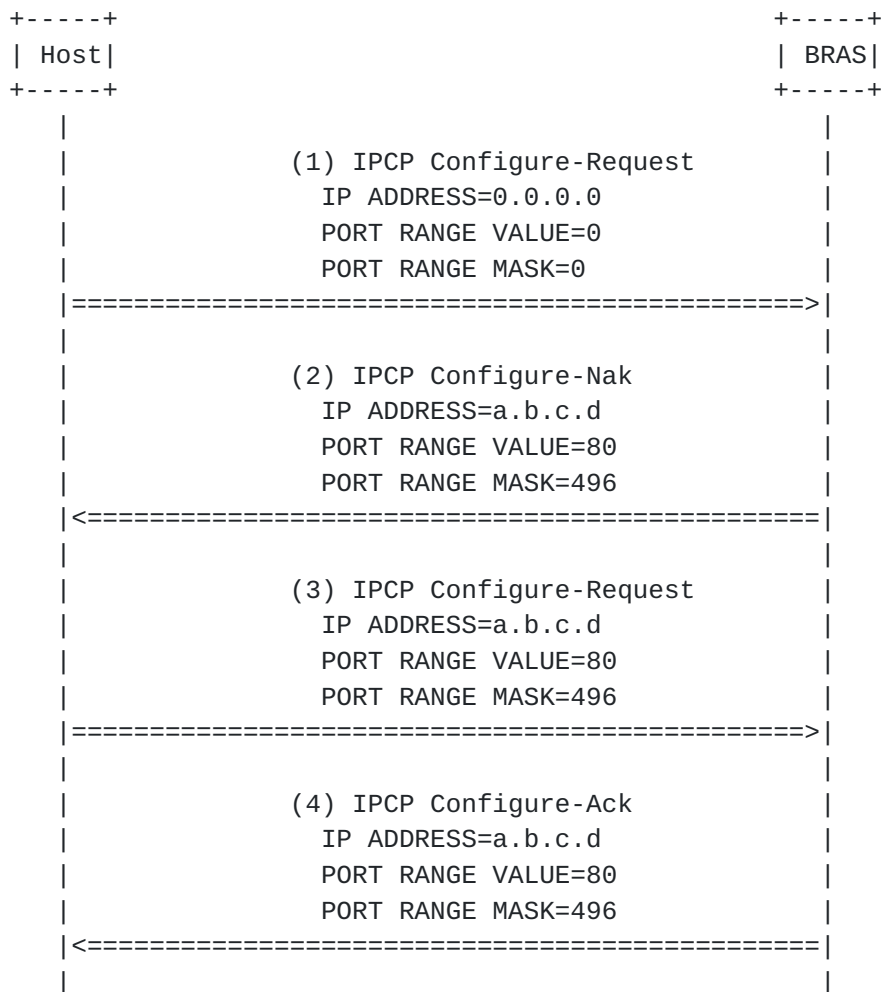 +-----+ +-----+
| Host| | BRAS|
+-----+ +-----+
| |
| (1) IPCP Configure-Request |
| IP ADDRESS=0.0.0.0 |
| PORT RANGE VALUE=0 |
| PORT RANGE MASK=0 |
|===============================================>|
| |
| (2) IPCP Configure-Nak |
| IP ADDRESS=a.b.c.d |
| PORT RANGE VALUE=80 |
| PORT RANGE MASK=496 |
|<===============================================|
| |
| (3) IPCP Configure-Request |
| IP ADDRESS=a.b.c.d |
| PORT RANGE VALUE=80 |
| PORT RANGE MASK=496 |
|===============================================>|
| |
| (4) IPCP Configure-Ack |
| IP ADDRESS=a.b.c.d |
| PORT RANGE VALUE=80 |
| PORT RANGE MASK=496 |
|<===============================================|
| |